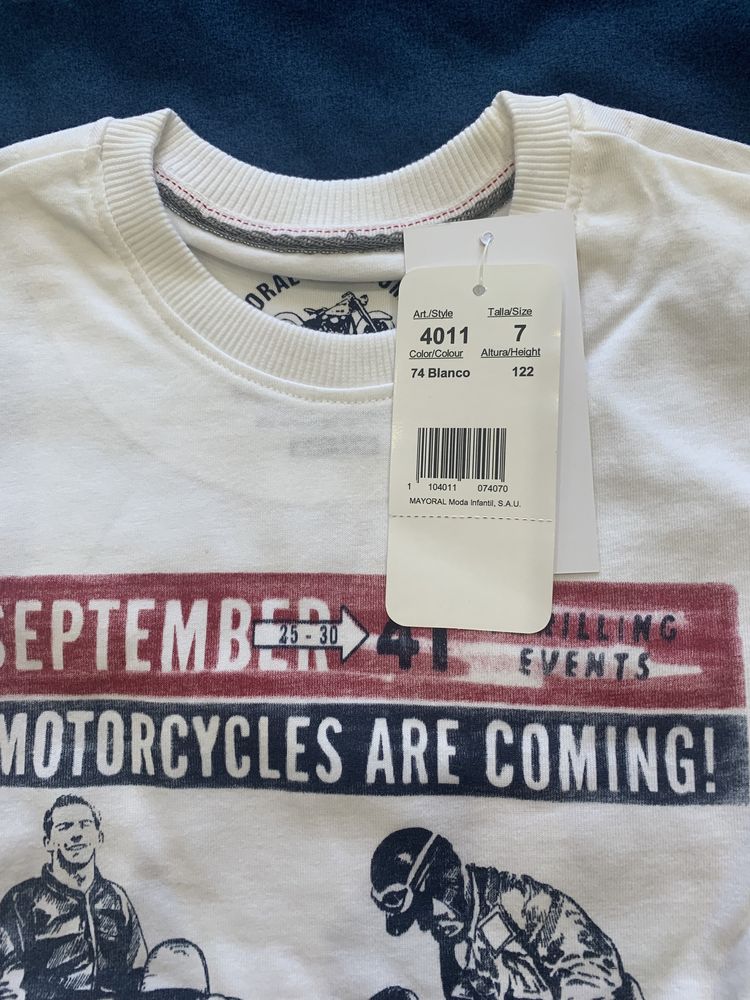 Art./Style Talla/Size
4011 7
Color/Colour Altura/Height
74 Blanco 122
1 104011 074070
MAYORAL Moda Infantil, S.A.U.
SEPTEMBER 25 - 30 41
EVENTS
MOTORCYCLES ARE COMING!